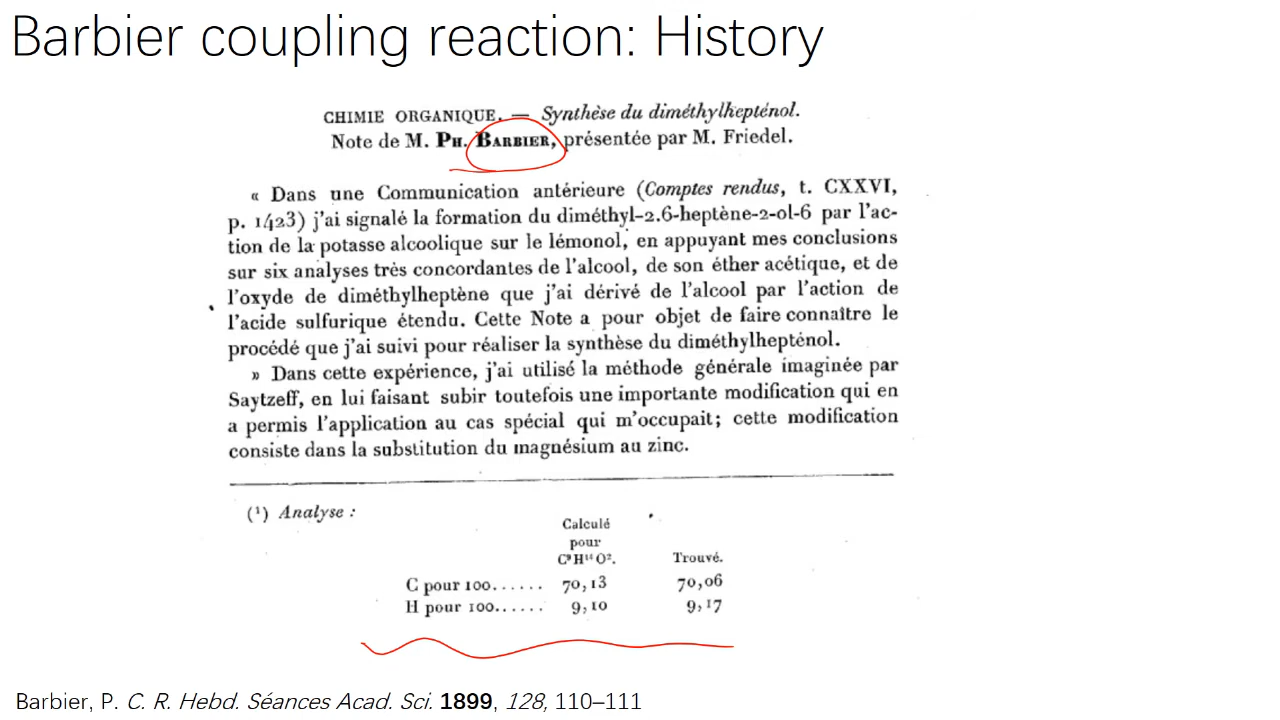 Barbier coupling reaction: History
CHIMIE ORGANIQUE. — Synthèse du diméthylhepténol.
Note de M. PH. BARBIER, présentée par M. Friedel.
« Dans une Communication antérieure (Comptes rendus, t. CXXVI,
p. 1423) j'ai signalé la formation du diméthyl-2.6-heptène-2-ol-6 par l'ac-
tion de la potasse alcoolique sur le lémonol, en appuyant mes conclusions
sur six analyses très concordantes de l'alcool, de son éther acétique, et de
l'oxyde de diméthylheptène que j'ai dérivé de l'alcool par l'action de
l'acide sulfurique étendu. Cette Note a pour objet de faire connaître le
procédé que j'ai suivi pour réaliser la synthèse du diméthylhepténol.
» Dans cette expérience, j'ai utilisé la méthode générale imaginée par
Saytzeff, en lui faisant subir toutefois une importante modification qui en
a permis l'application au cas spécial qui m'occupait; cette modification
consiste dans la substitution du magnésium au zinc.
(¹) Analyse :
Calculé
pour
C⁹H¹⁴O². Trouvé.
C pour 100...... 70,13 70,06
H pour 100...... 9,10 9,17
Barbier, P. C. R. Hebd. Séances Acad. Sci. 1899, 128, 110–111